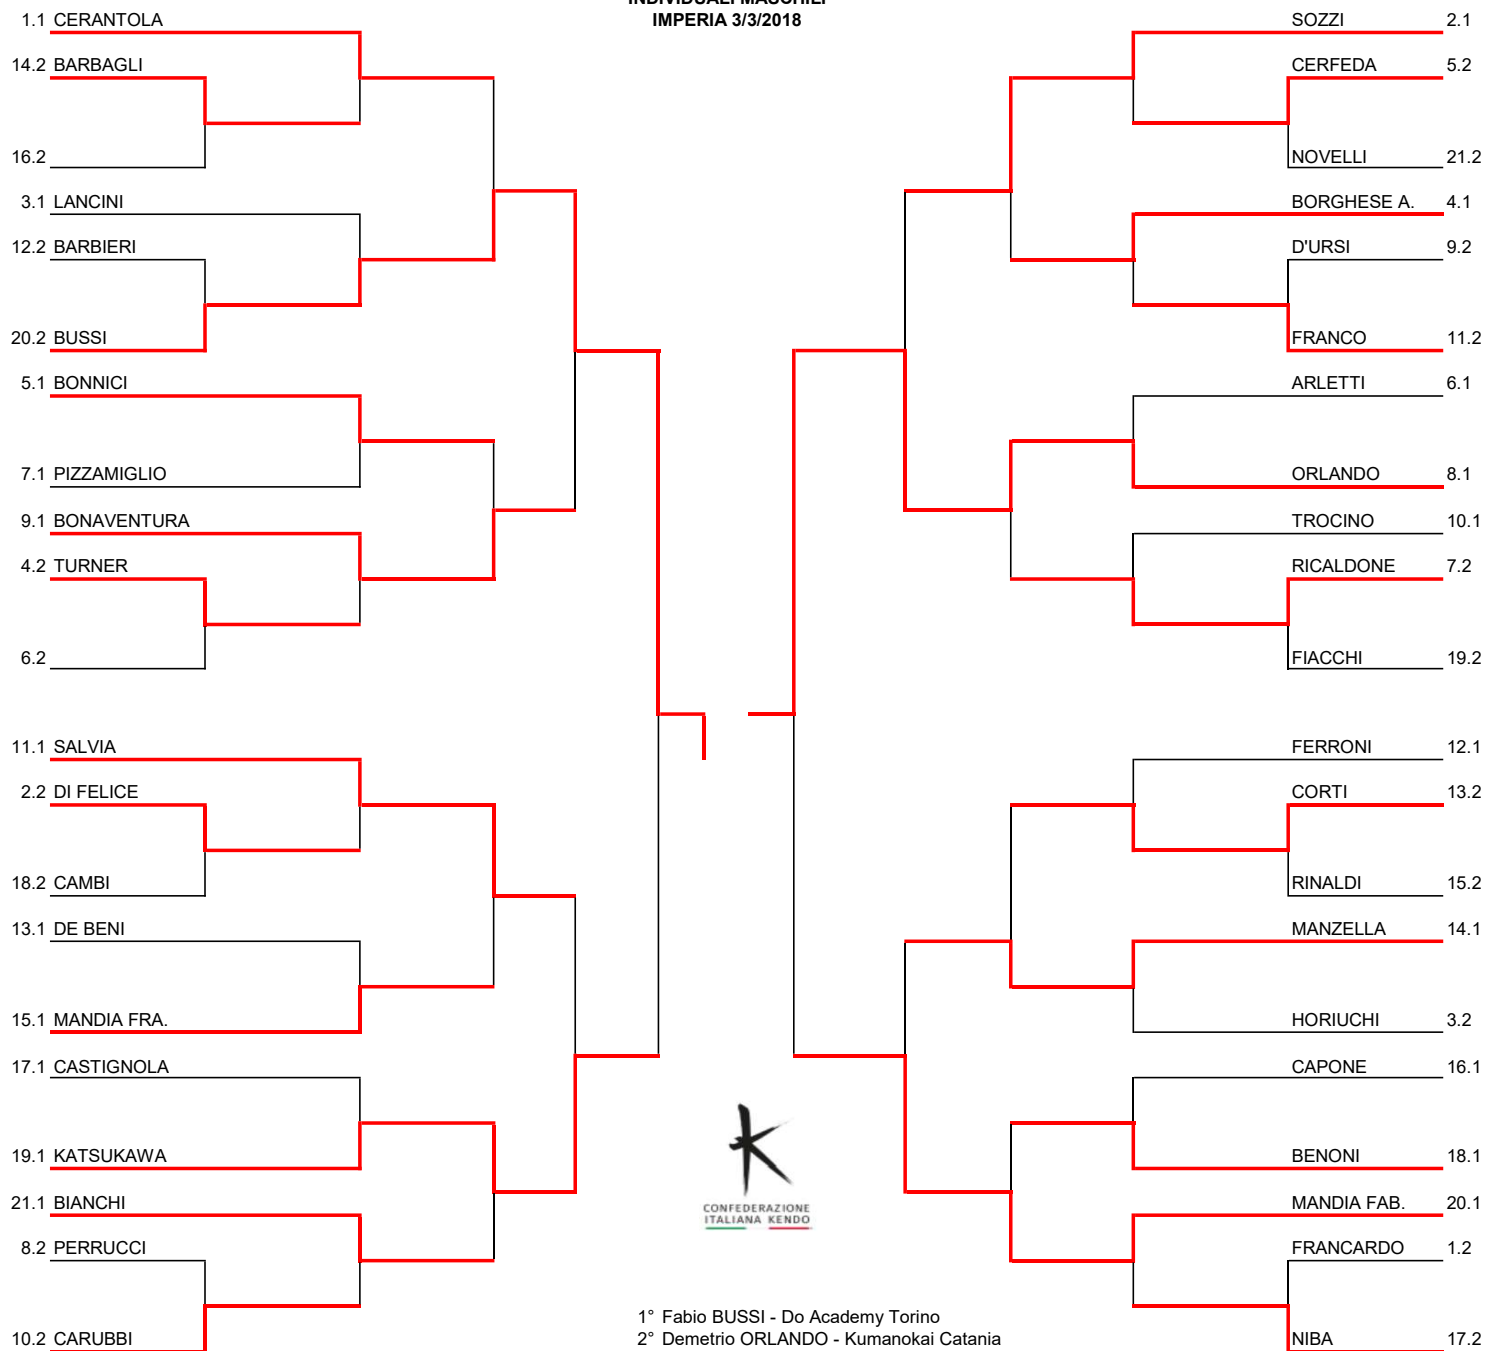 INDIVIDUALI MASCHILI
IMPERIA 3/3/2018
1.1 CERANTOLA
14.2 BARBAGLI
16.2
3.1 LANCINI
12.2 BARBIERI
20.2 BUSSI
5.1 BONNICI
7.1 PIZZAMIGLIO
9.1 BONAVENTURA
4.2 TURNER
6.2
11.1 SALVIA
2.2 DI FELICE
18.2 CAMBI
13.1 DE BENI
15.1 MANDIA FRA.
17.1 CASTIGNOLA
19.1 KATSUKAWA
21.1 BIANCHI
8.2 PERRUCCI
10.2 CARUBBI
SOZZI 2.1
CERFEDA 5.2
NOVELLI 21.2
BORGHESE A. 4.1
D'URSI 9.2
FRANCO 11.2
ARLETTI 6.1
ORLANDO 8.1
TROCINO 10.1
RICALDONE 7.2
FIACCHI 19.2
FERRONI 12.1
CORTI 13.2
RINALDI 15.2
MANZELLA 14.1
HORIUCHI 3.2
CAPONE 16.1
BENONI 18.1
MANDIA FAB. 20.1
FRANCARDO 1.2
NIBA 17.2
CONFEDERAZIONE
ITALIANA KENDO
1° Fabio BUSSI - Do Academy Torino
2° Demetrio ORLANDO - Kumanokai Catania